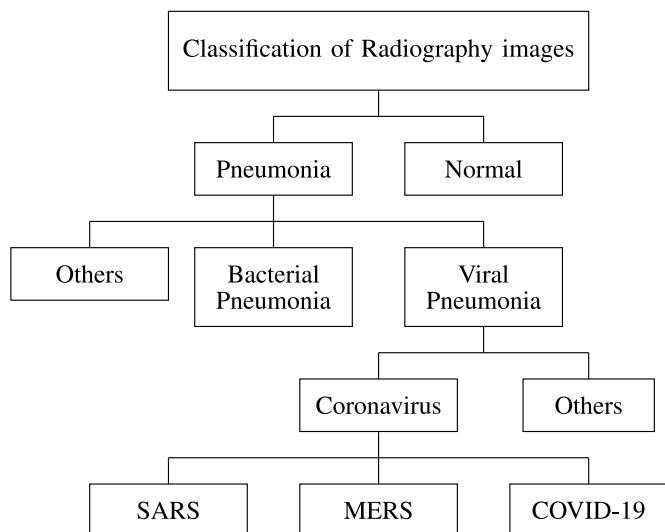 Classification of Radiography images
Pneumonia
Normal
Others
Bacterial
Pneumonia
Viral
Pneumonia
Coronavirus
Others
SARS
MERS
COVID-19